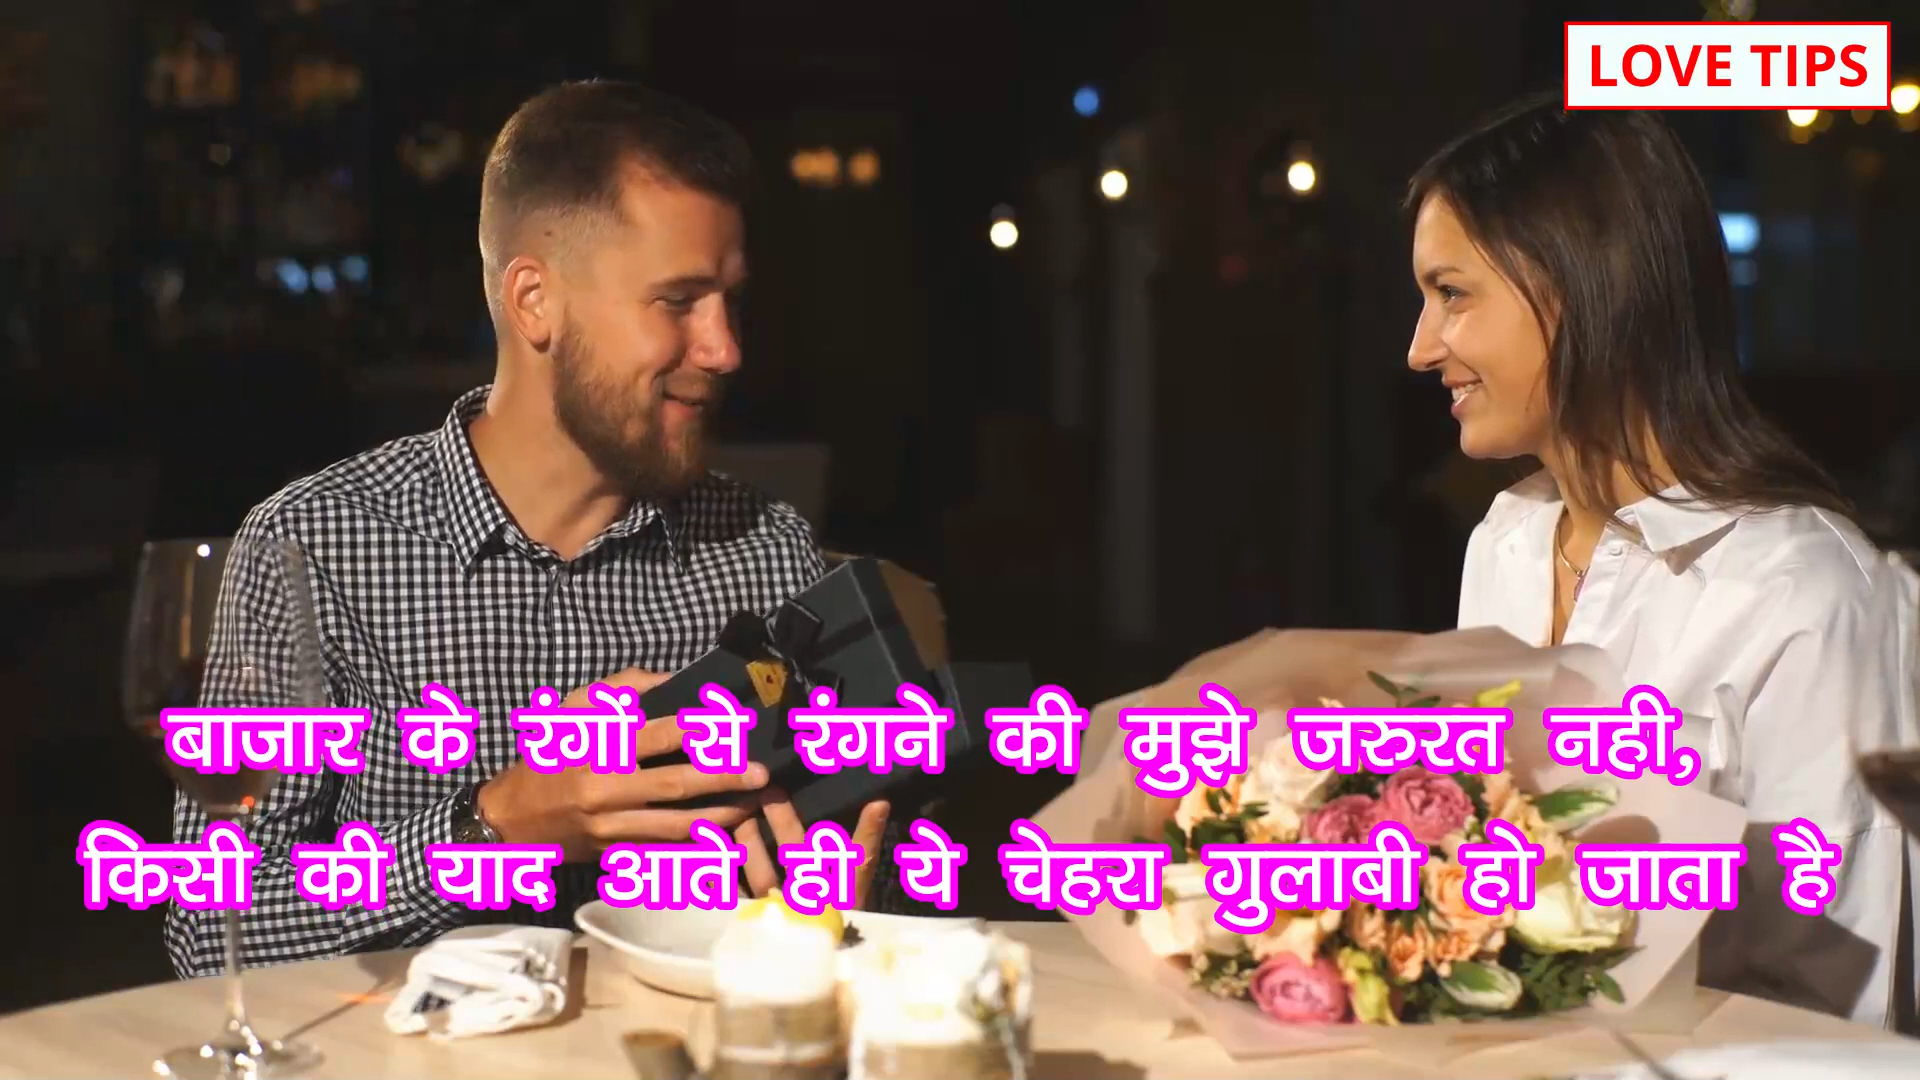 LOVE TIPS
बाजार के रंगों से रंगने की मुझे जरुरत नही,
किसी की याद आते ही ये चेहरा गुलाबी हो जाता है